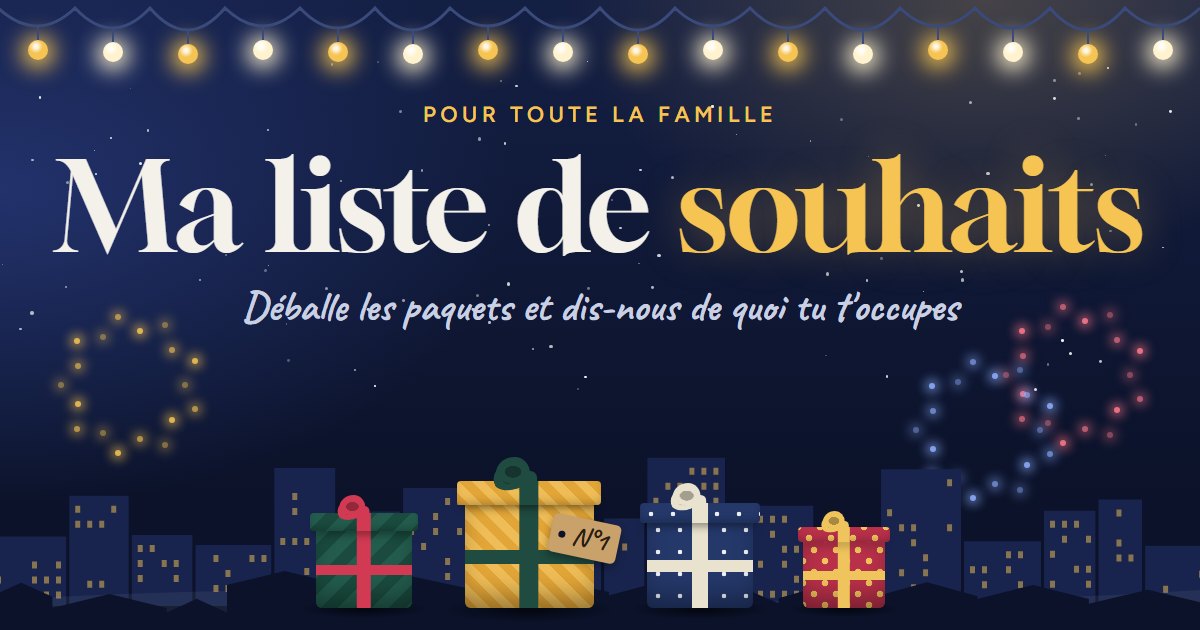 POUR TOUTE LA FAMILLE
Ma liste de souhaits
Déballe les paquets et dis-nous de quoi tu t'occupes
N°1